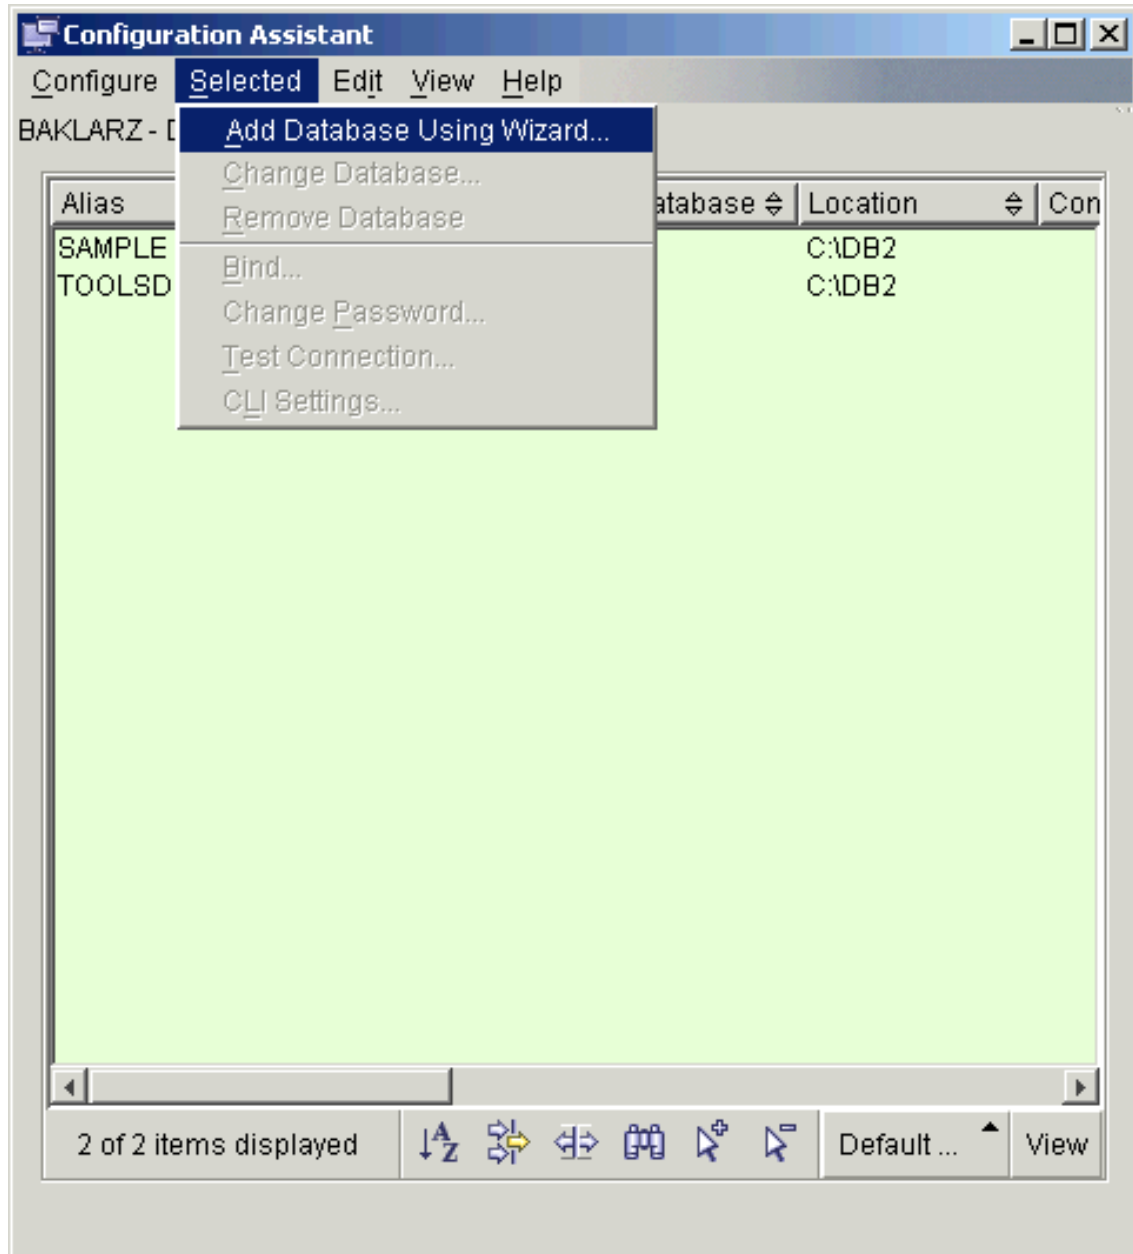 Configuration Assistant
Configure Selected Edit View Help
BAKLARZ -
Add Database Using Wizard...
Change Database...
Remove Database
Bind...
Change Password...
Test Connection...
CLI Settings...
Alias atabase Location Con
SAMPLE C:\DB2
TOOLSD C:\DB2
2 of 2 items displayed Default ... View